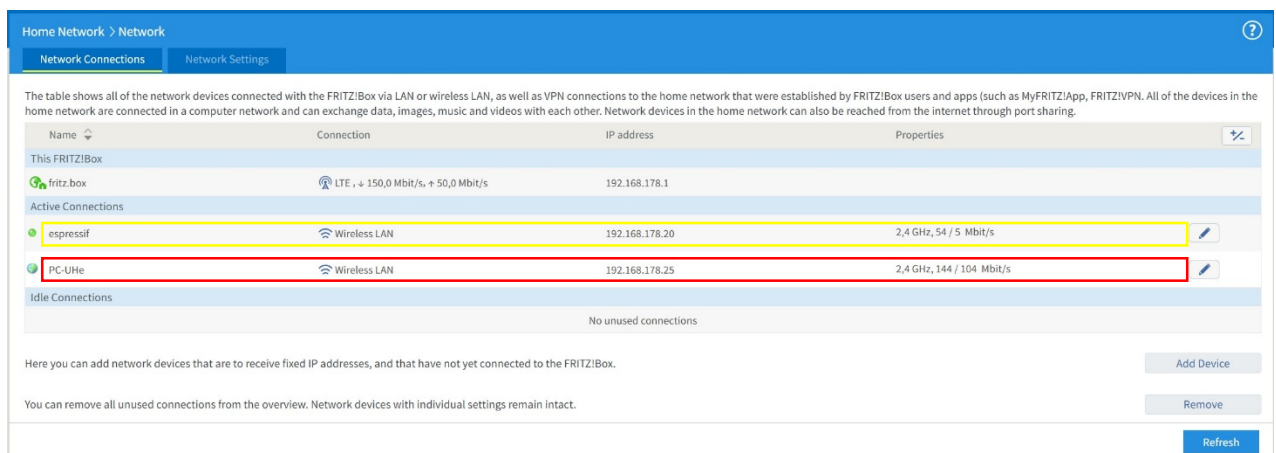 Home Network > Network
Network Connections Network Settings
The table shows all of the network devices connected with the FRITZ!Box via LAN or wireless LAN, as well as VPN connections to the home network that were established by FRITZ!Box users and apps (such as MyFRITZ!App, FRITZ!VPN. All of the devices in the
home network are connected in a computer network and can exchange data, images, music and videos with each other. Network devices in the home network can also be reached from the internet through port sharing.
Name Connection IP address Properties
This FRITZ!Box
fritz.box LTE , ↓ 150,0 Mbit/s, ↑ 50,0 Mbit/s 192.168.178.1
Active Connections
espressif Wireless LAN 192.168.178.20 2,4 GHz, 54 / 5 Mbit/s
PC-UHe Wireless LAN 192.168.178.25 2,4 GHz, 144 / 104 Mbit/s
Idle Connections
No unused connections
Here you can add network devices that are to receive fixed IP addresses, and that have not yet connected to the FRITZ!Box. Add Device
You can remove all unused connections from the overview. Network devices with individual settings remain intact. Remove
Refresh